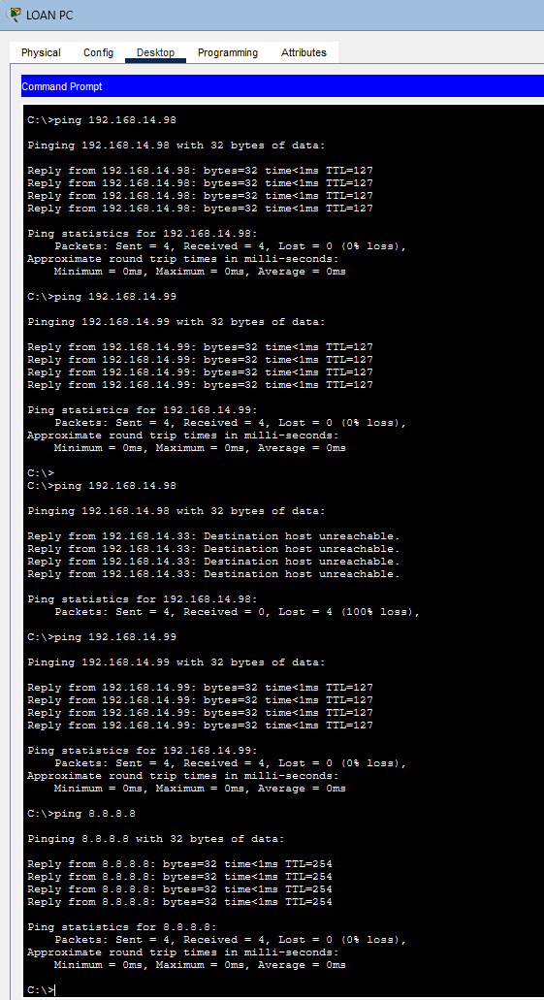 LOAN PC
Physical Config Desktop Programming Attributes
Command Prompt
C:\>ping 192.168.14.98
Pinging 192.168.14.98 with 32 bytes of data:
Reply from 192.168.14.98: bytes=32 time<1ms TTL=127
Reply from 192.168.14.98: bytes=32 time<1ms TTL=127
Reply from 192.168.14.98: bytes=32 time<1ms TTL=127
Reply from 192.168.14.98: bytes=32 time<1ms TTL=127
Ping statistics for 192.168.14.98:
Packets: Sent = 4, Received = 4, Lost = 0 (0% loss),
Approximate round trip times in milli-seconds:
Minimum = 0ms, Maximum = 0ms, Average = 0ms
C:\>ping 192.168.14.99
Pinging 192.168.14.99 with 32 bytes of data:
Reply from 192.168.14.99: bytes=32 time<1ms TTL=127
Reply from 192.168.14.99: bytes=32 time<1ms TTL=127
Reply from 192.168.14.99: bytes=32 time<1ms TTL=127
Reply from 192.168.14.99: bytes=32 time<1ms TTL=127
Ping statistics for 192.168.14.99:
Packets: Sent = 4, Received = 4, Lost = 0 (0% loss),
Approximate round trip times in milli-seconds:
Minimum = 0ms, Maximum = 0ms, Average = 0ms
C:\>
C:\>ping 192.168.14.98
Pinging 192.168.14.98 with 32 bytes of data:
Reply from 192.168.14.33: Destination host unreachable.
Reply from 192.168.14.33: Destination host unreachable.
Reply from 192.168.14.33: Destination host unreachable.
Reply from 192.168.14.33: Destination host unreachable.
Ping statistics for 192.168.14.98:
Packets: Sent = 4, Received = 0, Lost = 4 (100% loss),
C:\>ping 192.168.14.99
Pinging 192.168.14.99 with 32 bytes of data:
Reply from 192.168.14.99: bytes=32 time<1ms TTL=127
Reply from 192.168.14.99: bytes=32 time<1ms TTL=127
Reply from 192.168.14.99: bytes=32 time<1ms TTL=127
Reply from 192.168.14.99: bytes=32 time<1ms TTL=127
Ping statistics for 192.168.14.99:
Packets: Sent = 4, Received = 4, Lost = 0 (0% loss),
Approximate round trip times in milli-seconds:
Minimum = 0ms, Maximum = 0ms, Average = 0ms
C:\>ping 8.8.8.8
Pinging 8.8.8.8 with 32 bytes of data:
Reply from 8.8.8.8: bytes=32 time<1ms TTL=254
Reply from 8.8.8.8: bytes=32 time<1ms TTL=254
Reply from 8.8.8.8: bytes=32 time<1ms TTL=254
Reply from 8.8.8.8: bytes=32 time<1ms TTL=254
Ping statistics for 8.8.8.8:
Packets: Sent = 4, Received = 4, Lost = 0 (0% loss),
Approximate round trip times in milli-seconds:
Minimum = 0ms, Maximum = 0ms, Average = 0ms
C:\>